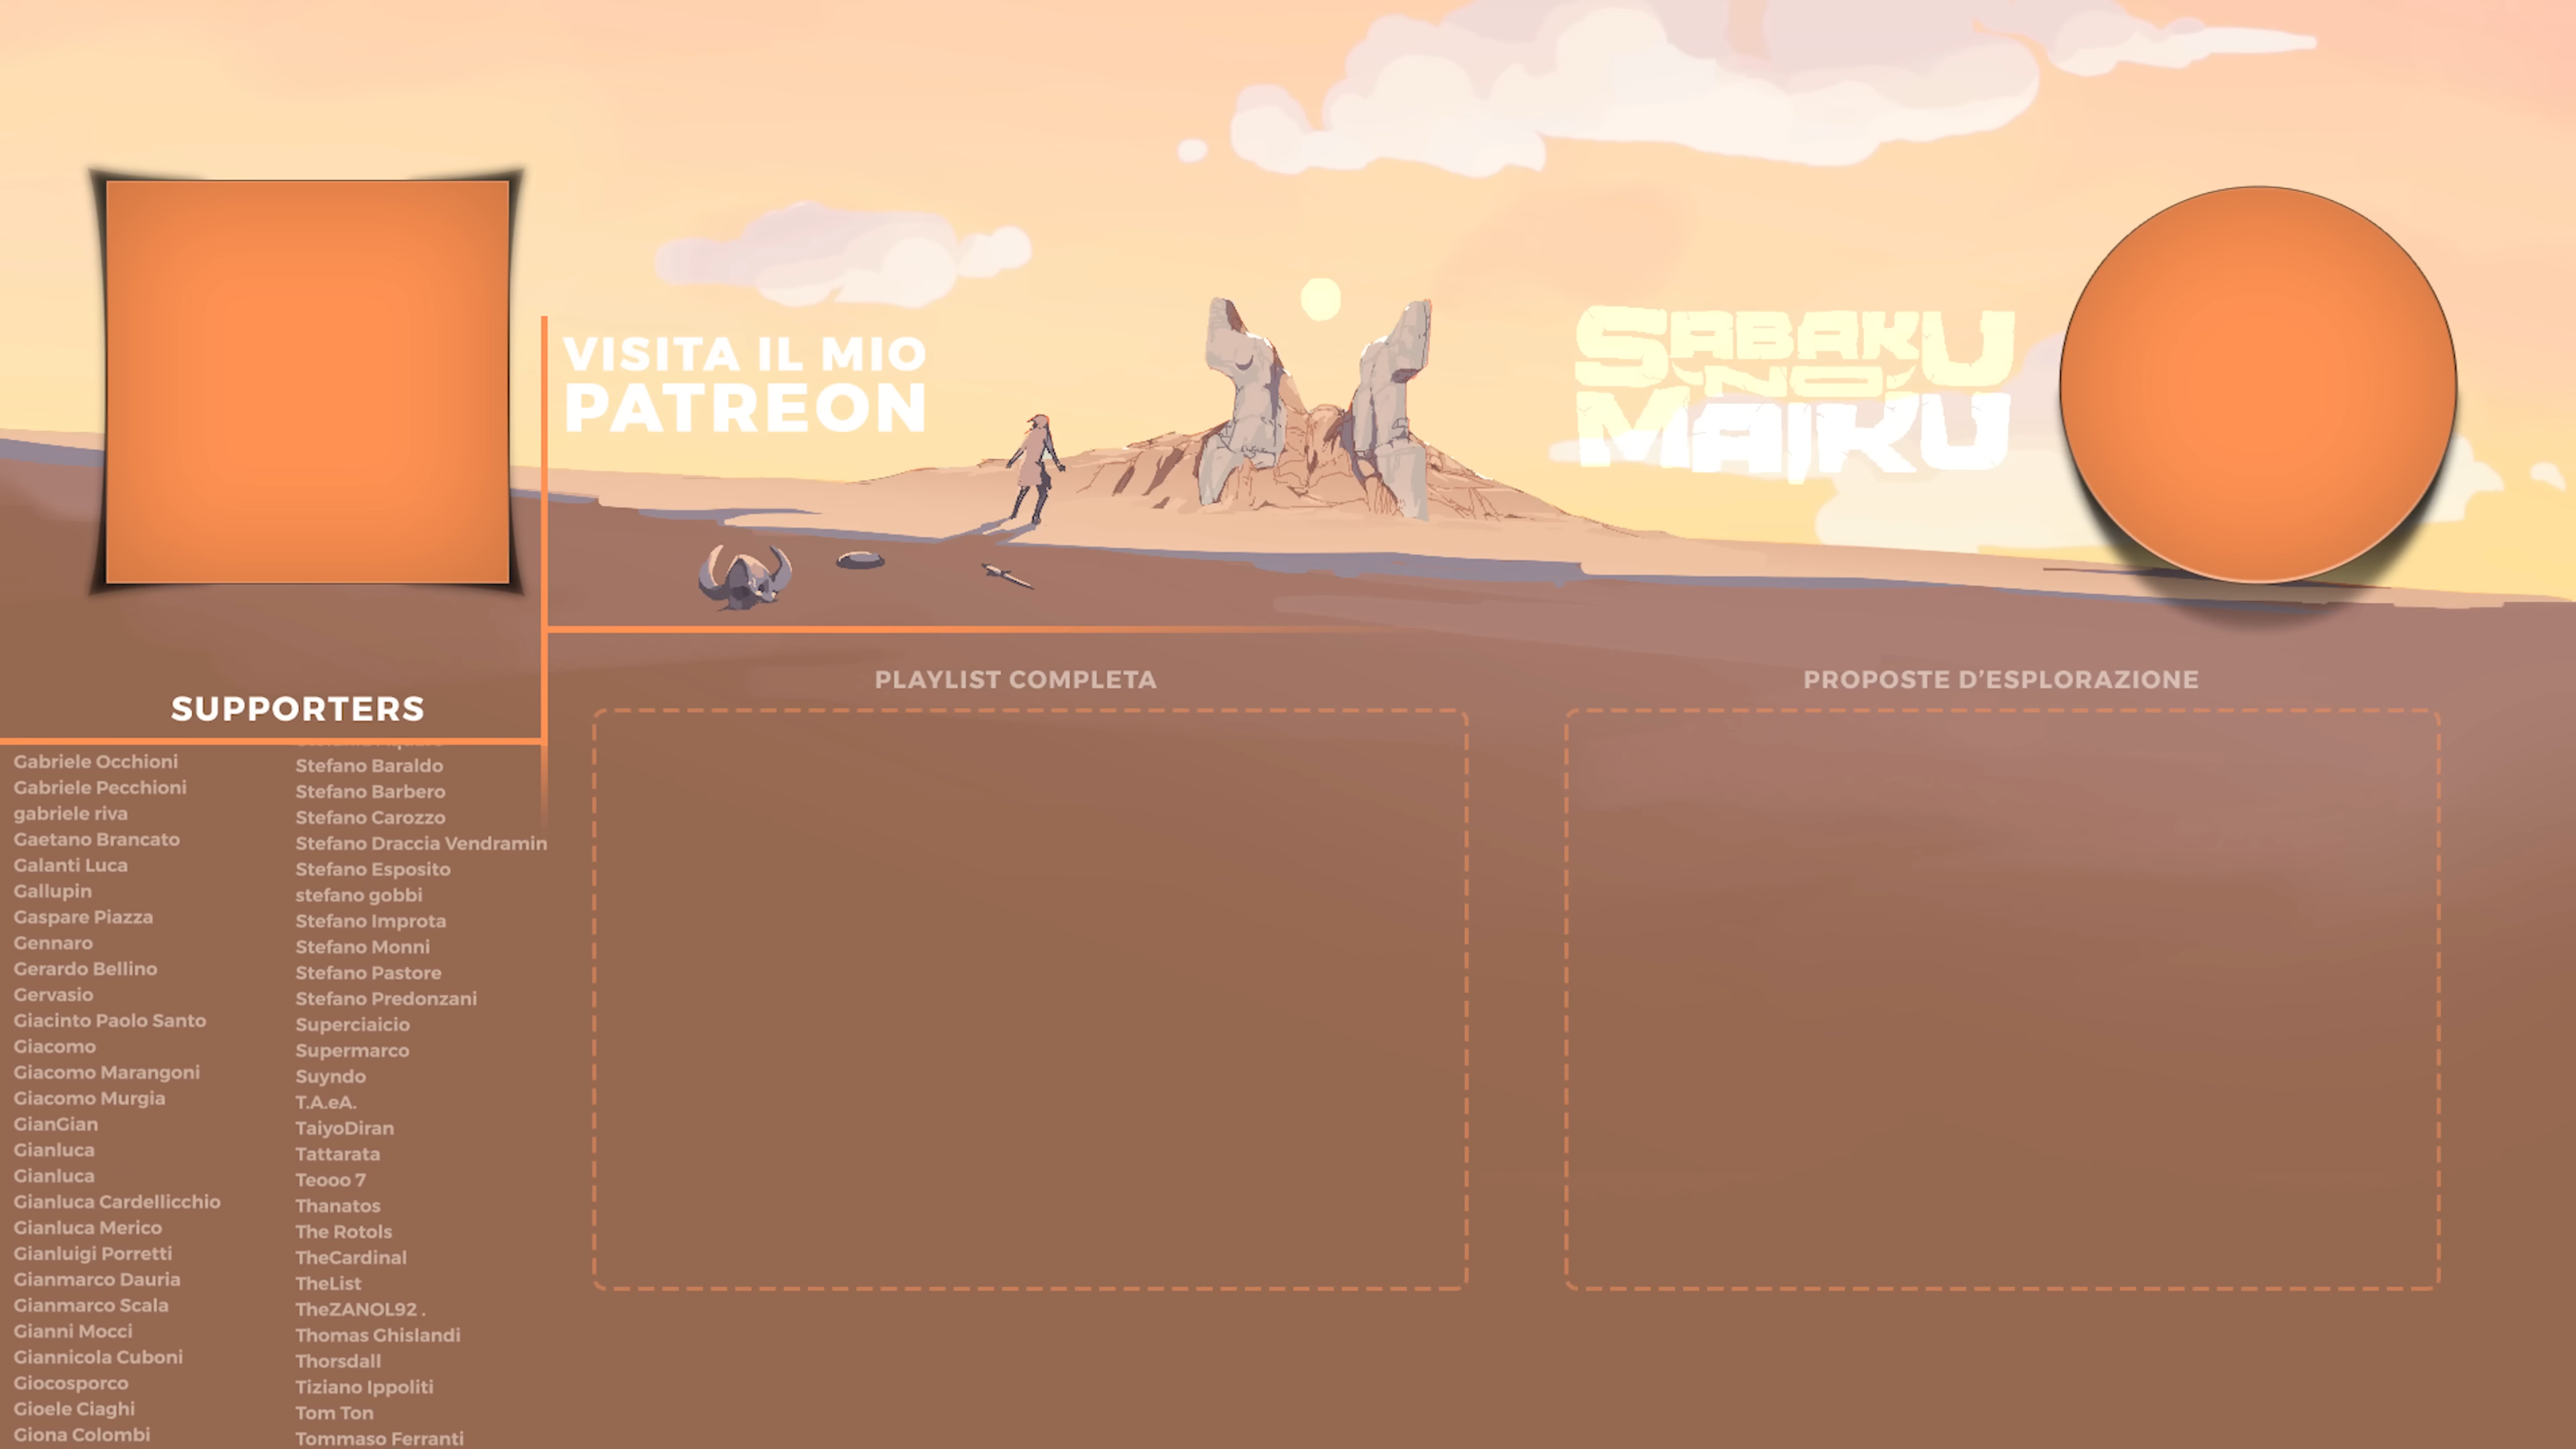 VISITA IL MIO
PATREON
SABAKU
NO
MAIKU
SUPPORTERS
Gabriele Occhioni
Gabriele Pecchioni
gabriele riva
Gaetano Brancato
Galanti Luca
Gallupin
Gaspare Piazza
Gennaro
Gerardo Bellino
Gervasio
Giacinto Paolo Santo
Giacomo
Giacomo Marangoni
Giacomo Murgia
GianGian
Gianluca
Gianluca
Gianluca Cardellicchio
Gianluca Merico
Gianluigi Porretti
Gianmarco Dauria
Gianmarco Scala
Gianni Mocci
Giannicola Cuboni
Giocosporco
Gioele Ciaghi
Giona Colombi
Stefano Baraldo
Stefano Barbero
Stefano Carozzo
Stefano Draccia Vendramin
Stefano Esposito
stefano gobbi
Stefano Improta
Stefano Monni
Stefano Pastore
Stefano Predonzani
Superciaicio
Supermarco
Suyndo
T.A.eA.
TaiyoDiran
Tattarata
Teooo 7
Thanatos
The Rotols
TheCardinal
TheList
TheZANOL92 .
Thomas Ghislandi
Thorsdall
Tiziano Ippoliti
Tom Ton
Tommaso Ferranti
PLAYLIST COMPLETA
PROPOSTE D’ESPLORAZIONE